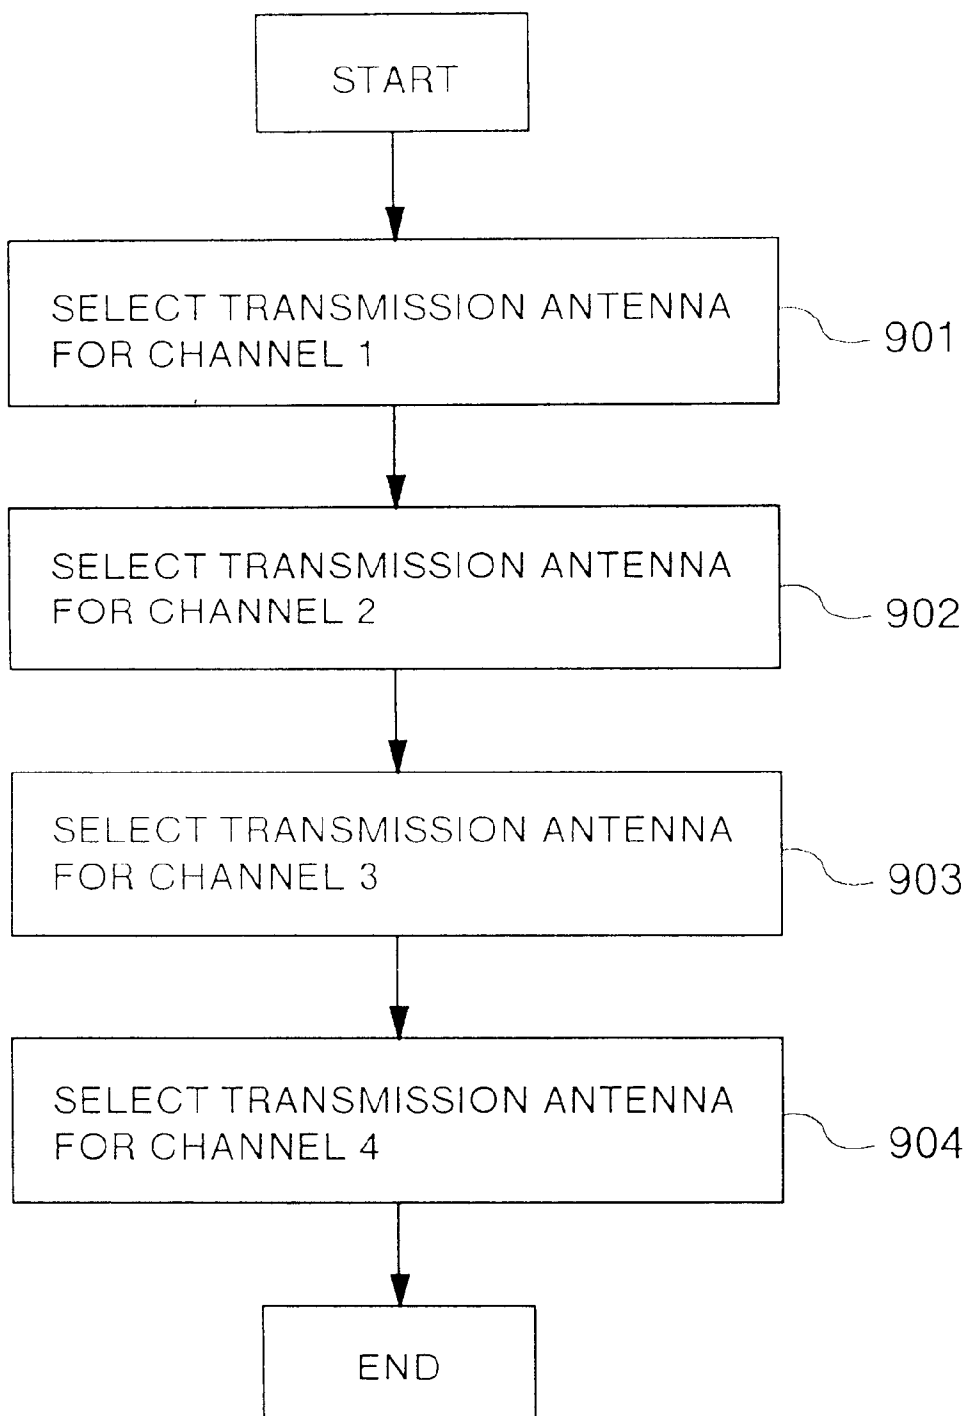 START
SELECT TRANSMISSION ANTENNA
FOR CHANNEL 1
901
SELECT TRANSMISSION ANTENNA
FOR CHANNEL 2
902
SELECT TRANSMISSION ANTENNA
FOR CHANNEL 3
903
SELECT TRANSMISSION ANTENNA
FOR CHANNEL 4
904
END